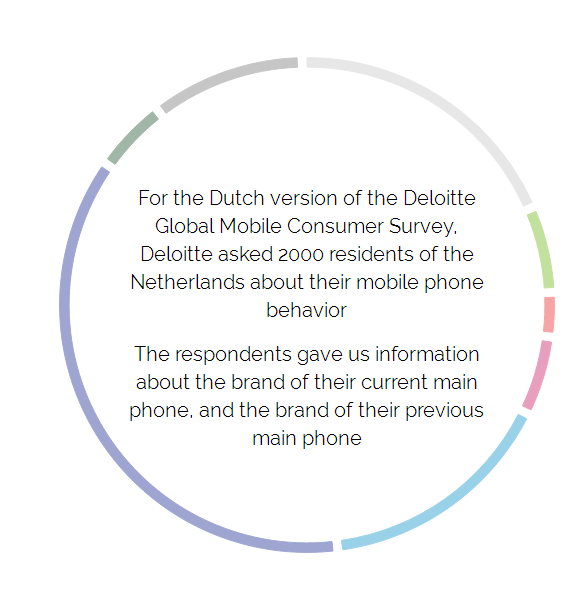 For the Dutch version of the Deloitte
Global Mobile Consumer Survey,
Deloitte asked 2000 residents of the
Netherlands about their mobile phone
behavior
The respondents gave us information
about the brand of their current main
phone, and the brand of their previous
main phone